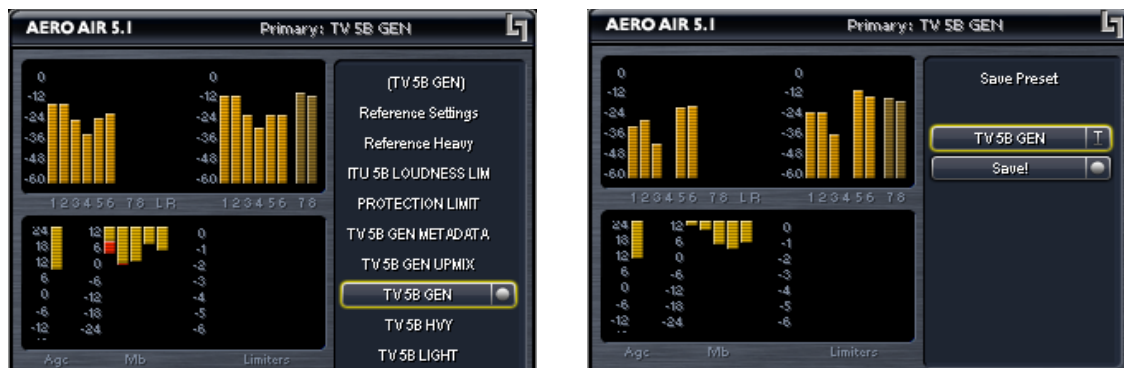 AERO AIR 5.1 Primary: TV 5B GEN
0 0
-12 -12
-24 -24
-36 -36
-48 -48
-60 -60
1 2 3 4 5 6 7 8 L R 1 2 3 4 5 6 7 8
24 12 0
18 6 -1
12 0 -2
6 -6 -3
0 -12 -4
-6 -18 -5
-12 -24 -6
Agc Mb Limiters
(TV 5B GEN)
Reference Settings
Reference Heavy
ITU 5B LOUDNESS LIM
PROTECTION LIMIT
TV 5B GEN METADATA
TV 5B GEN UPMIX
TV 5B GEN
TV 5B HVY
TV 5B LIGHT
AERO AIR 5.1 Primary: TV 5B GEN
0 0
-12 -12
-24 -24
-36 -36
-48 -48
-60 -60
1 2 3 4 5 6 7 8 L R 1 2 3 4 5 6 7 8
24 12 0
18 6 -1
12 0 -2
6 -6 -3
0 -12 -4
-6 -18 -5
-12 -24 -6
Agc Mb Limiters
Save Preset
TV 5B GEN
Save!